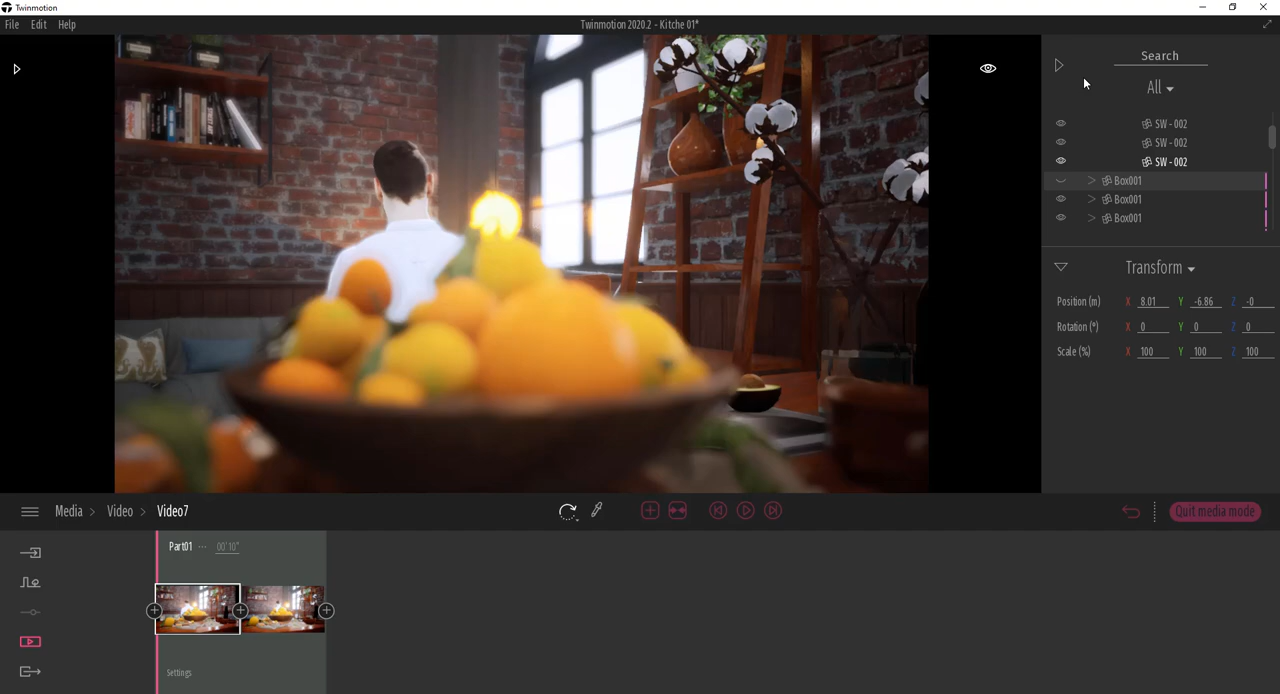 Twinmotion
File Edit Help
Twinmotion 2020.2 - Kitche 01*
Search
All
SW - 002
SW - 002
SW - 002
Box001
Box001
Box001
Transform
Position (m) X 8.01 Y -6.86 Z -0
Rotation (°) X 0 Y 0 Z 0
Scale (%) X 100 Y 100 Z 100
Media > Video > Video7
Quit media mode
Part01 ... 00'10"
Settings